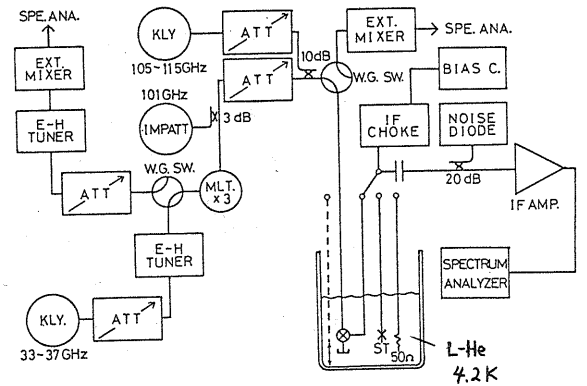 SPE. ANA.
EXT.
MIXER
E-H
TUNER
ATT
W.G. SW.
MLT.
× 3
E-H
TUNER
KLY.
ATT
33~37GHz
KLY
105~115GHz
ATT
10dB
ATT
101GHz
IMPATT
3 dB
W.G. SW.
EXT.
MIXER
SPE. ANA.
BIAS C.
IF
CHOKE
NOISE
DIODE
20 dB
IF AMP.
SPECTRUM
ANALYZER
ST
50Ω
L-He
4.2K